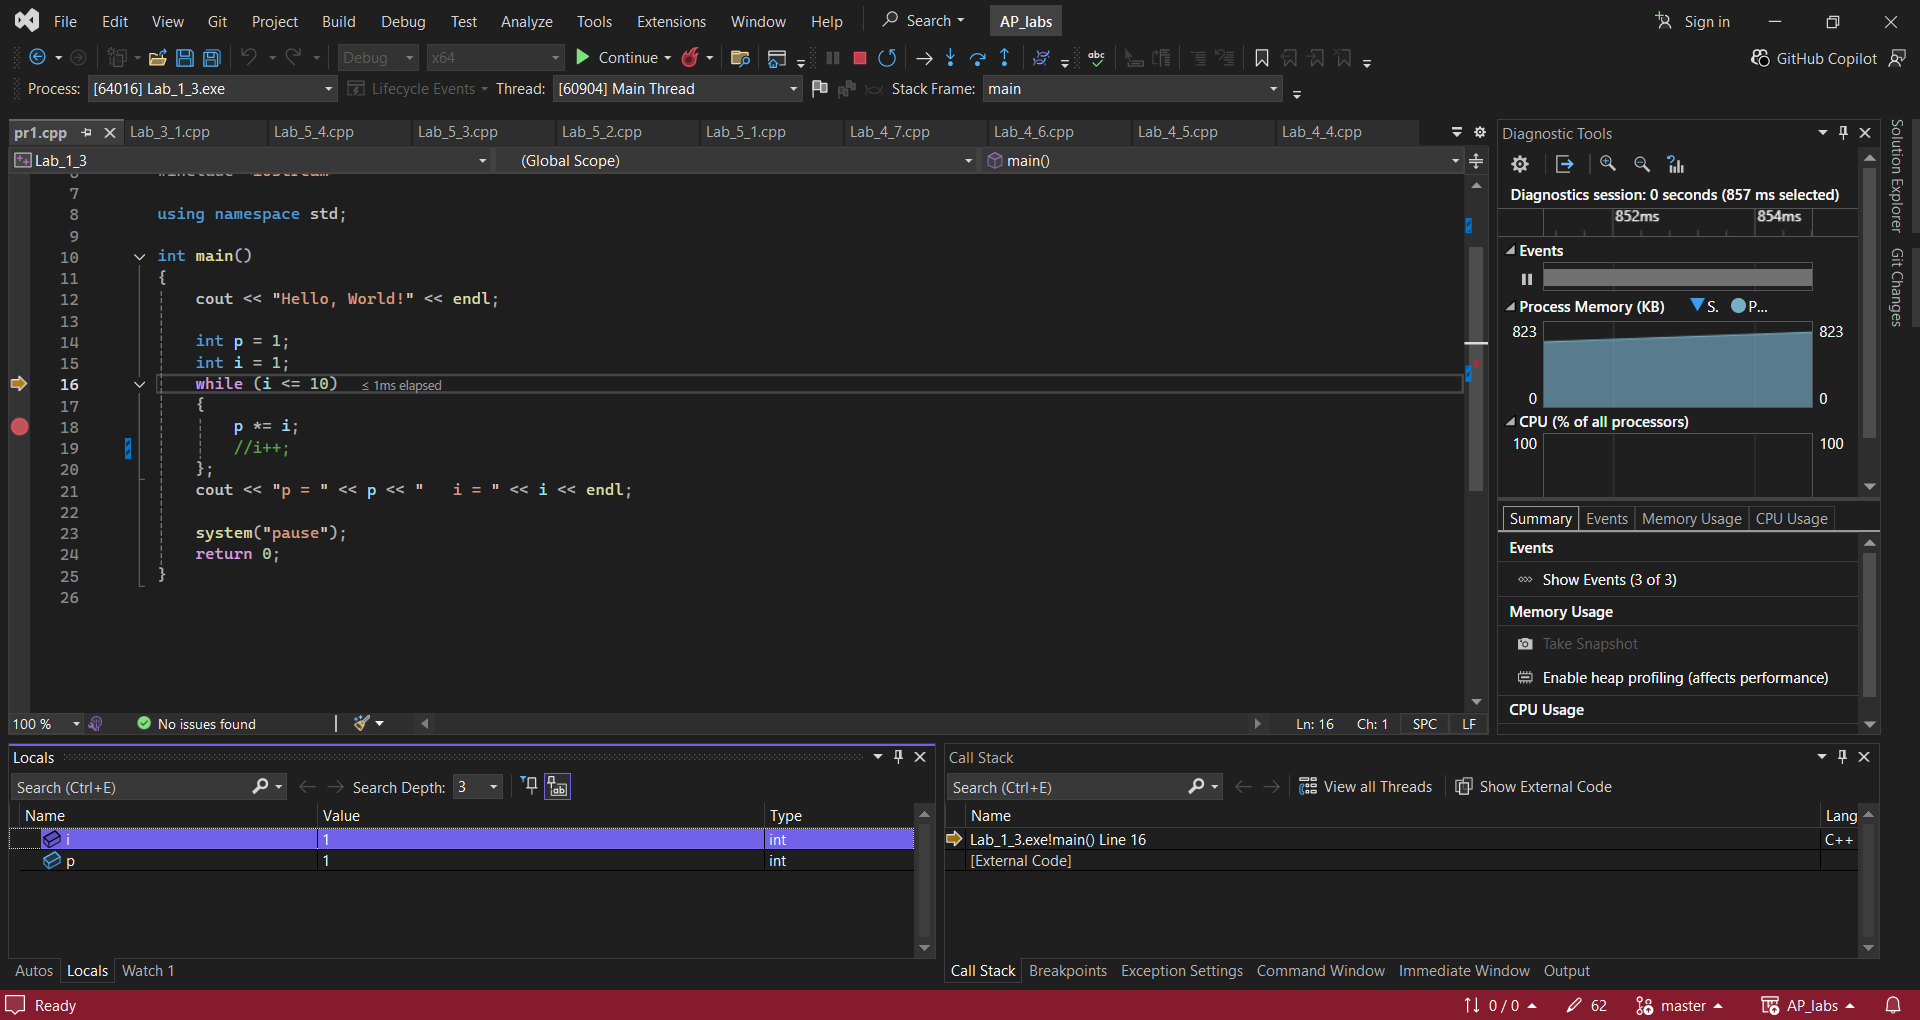 File Edit View Git Project Build Debug Test Analyze Tools Extensions Window Help Search AP_labs Sign in
Debug x64 Continue abc GitHub Copilot
Process: [64016] Lab_1_3.exe Lifecycle Events Thread: [60904] Main Thread Stack Frame: main
pr1.cpp Lab_3_1.cpp Lab_5_4.cpp Lab_5_3.cpp Lab_5_2.cpp Lab_5_1.cpp Lab_4_7.cpp Lab_4_6.cpp Lab_4_5.cpp Lab_4_4.cpp
Lab_1_3 (Global Scope) main()
7
8 using namespace std;
9
10 int main()
11 {
12 cout << "Hello, World!" << endl;
13
14 int p = 1;
15 int i = 1;
16 while (i <= 10) ≤ 1ms elapsed
17 {
18 p *= i;
19 //i++;
20 };
21 cout << "p = " << p << "   i = " << i << endl;
22
23 system("pause");
24 return 0;
25 }
26
100 % No issues found Ln: 16 Ch: 1 SPC LF
Diagnostic Tools
Diagnostics session: 0 seconds (857 ms selected)
852ms 854ms
Events
Process Memory (KB) S. P...
823 823
0 0
CPU (% of all processors)
100 100
Summary Events Memory Usage CPU Usage
Events
Show Events (3 of 3)
Memory Usage
Take Snapshot
Enable heap profiling (affects performance)
CPU Usage
Solution Explorer
Git Changes
Locals
Search (Ctrl+E) Search Depth: 3
Name Value Type
i 1 int
p 1 int
Autos Locals Watch 1
Call Stack
Search (Ctrl+E) View all Threads Show External Code
Name Lang
Lab_1_3.exe!main() Line 16 C++
[External Code]
Call Stack Breakpoints Exception Settings Command Window Immediate Window Output
Ready 0 / 0 62 master AP_labs